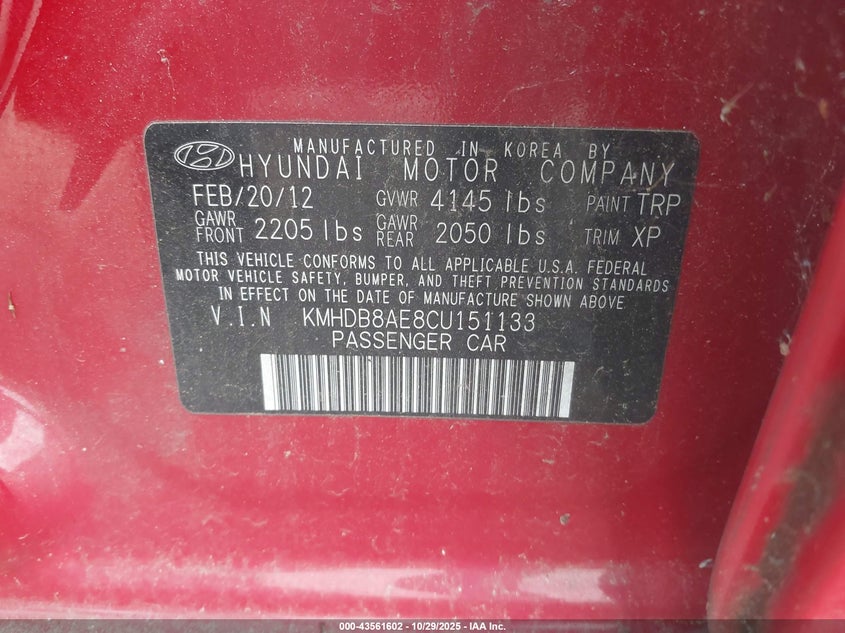 MANUFACTURED IN KOREA BY
HYUNDAI MOTOR COMPANY
FEB/20/12 GVWR 4145 lbs PAINT TRP
GAWR FRONT 2205 lbs GAWR REAR 2050 lbs TRIM XP
THIS VEHICLE CONFORMS TO ALL APPLICABLE U.S.A. FEDERAL
MOTOR VEHICLE SAFETY, BUMPER, AND THEFT PREVENTION STANDARDS
IN EFFECT ON THE DATE OF MANUFACTURE SHOWN ABOVE
V.I.N KMHDB8AE8CU151133
PASSENGER CAR
000-43561602 - 10/29/2025 - IAA Inc.